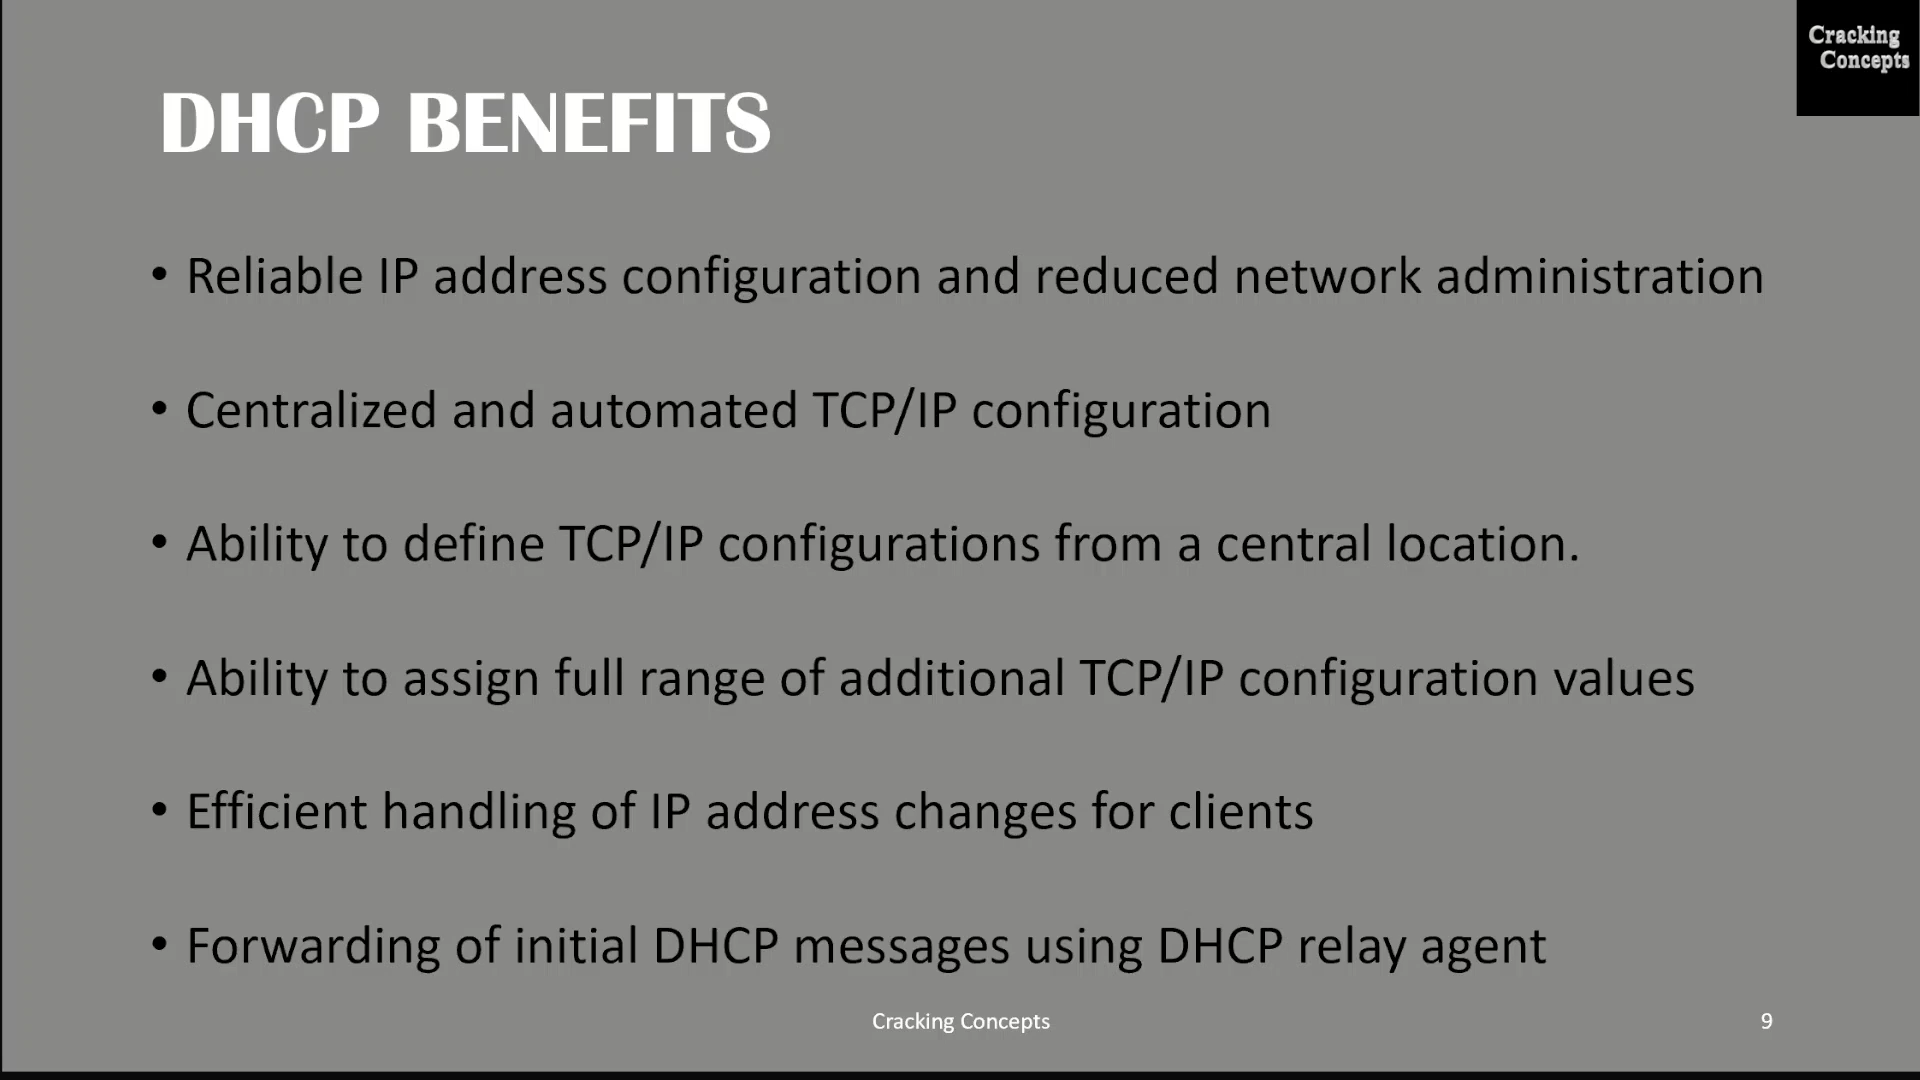 Cracking
Concepts
DHCP BENEFITS
• Reliable IP address configuration and reduced network administration
• Centralized and automated TCP/IP configuration
• Ability to define TCP/IP configurations from a central location.
• Ability to assign full range of additional TCP/IP configuration values
• Efficient handling of IP address changes for clients
• Forwarding of initial DHCP messages using DHCP relay agent
Cracking Concepts
9